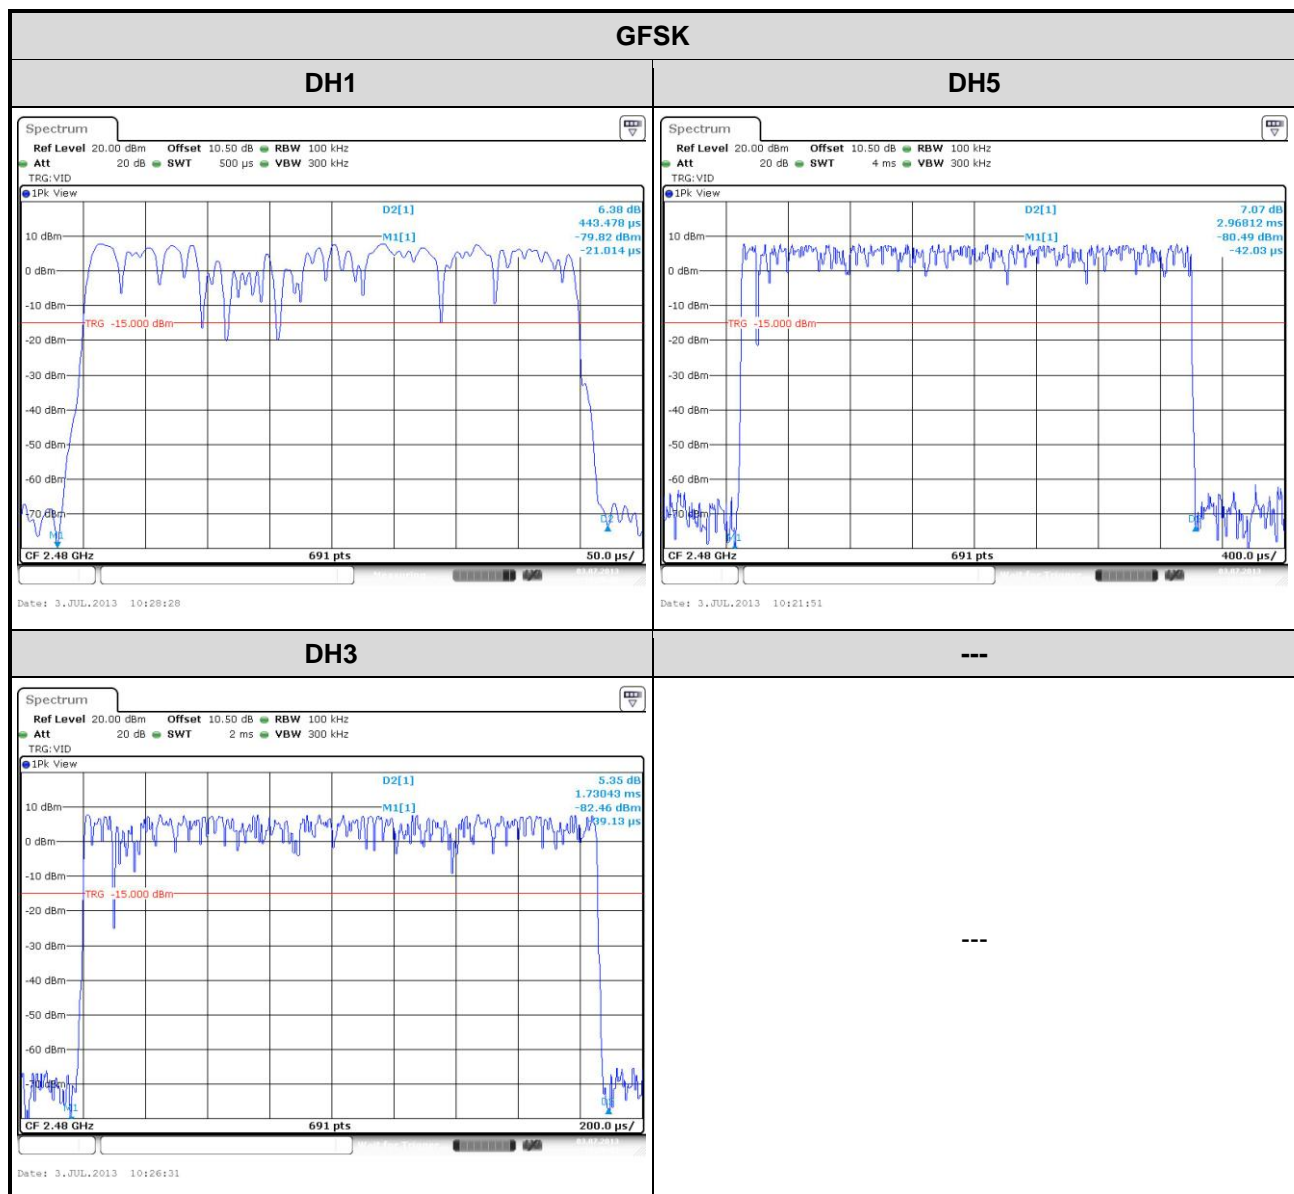 GFSK
DH1
DH5
Spectrum
Ref Level 20.00 dBm Offset 10.50 dB RBW 100 kHz
Att 20 dB SWT 500 µs VBW 300 kHz
TRG:VID
1Pk View
D2[1] 6.38 dB
443.478 µs
M1[1] -79.82 dBm
-21.014 µs
10 dBm
0 dBm
-10 dBm
TRG -15.000 dBm
-20 dBm
-30 dBm
-40 dBm
-50 dBm
-60 dBm
-70 dBm
M1
D2
CF 2.48 GHz 691 pts 50.0 µs/
Date: 3.JUL.2013 10:28:28
Spectrum
Ref Level 20.00 dBm Offset 10.50 dB RBW 100 kHz
Att 20 dB SWT 4 ms VBW 300 kHz
TRG:VID
1Pk View
D2[1] 7.07 dB
2.96812 ms
M1[1] -80.49 dBm
-42.03 µs
10 dBm
0 dBm
-10 dBm
TRG -15.000 dBm
-20 dBm
-30 dBm
-40 dBm
-50 dBm
-60 dBm
-70 dBm
M1
CF 2.48 GHz 691 pts 400.0 µs/
Date: 3.JUL.2013 10:21:51
DH3
---
Spectrum
Ref Level 20.00 dBm Offset 10.50 dB RBW 100 kHz
Att 20 dB SWT 2 ms VBW 300 kHz
TRG:VID
1Pk View
D2[1] 5.35 dB
1.73043 ms
M1[1] -82.46 dBm
10 dBm
0 dBm
-10 dBm
TRG -15.000 dBm
-20 dBm
-30 dBm
-40 dBm
-50 dBm
-60 dBm
-70 dBm
M1
CF 2.48 GHz 691 pts 200.0 µs/
Date: 3.JUL.2013 10:26:31
---